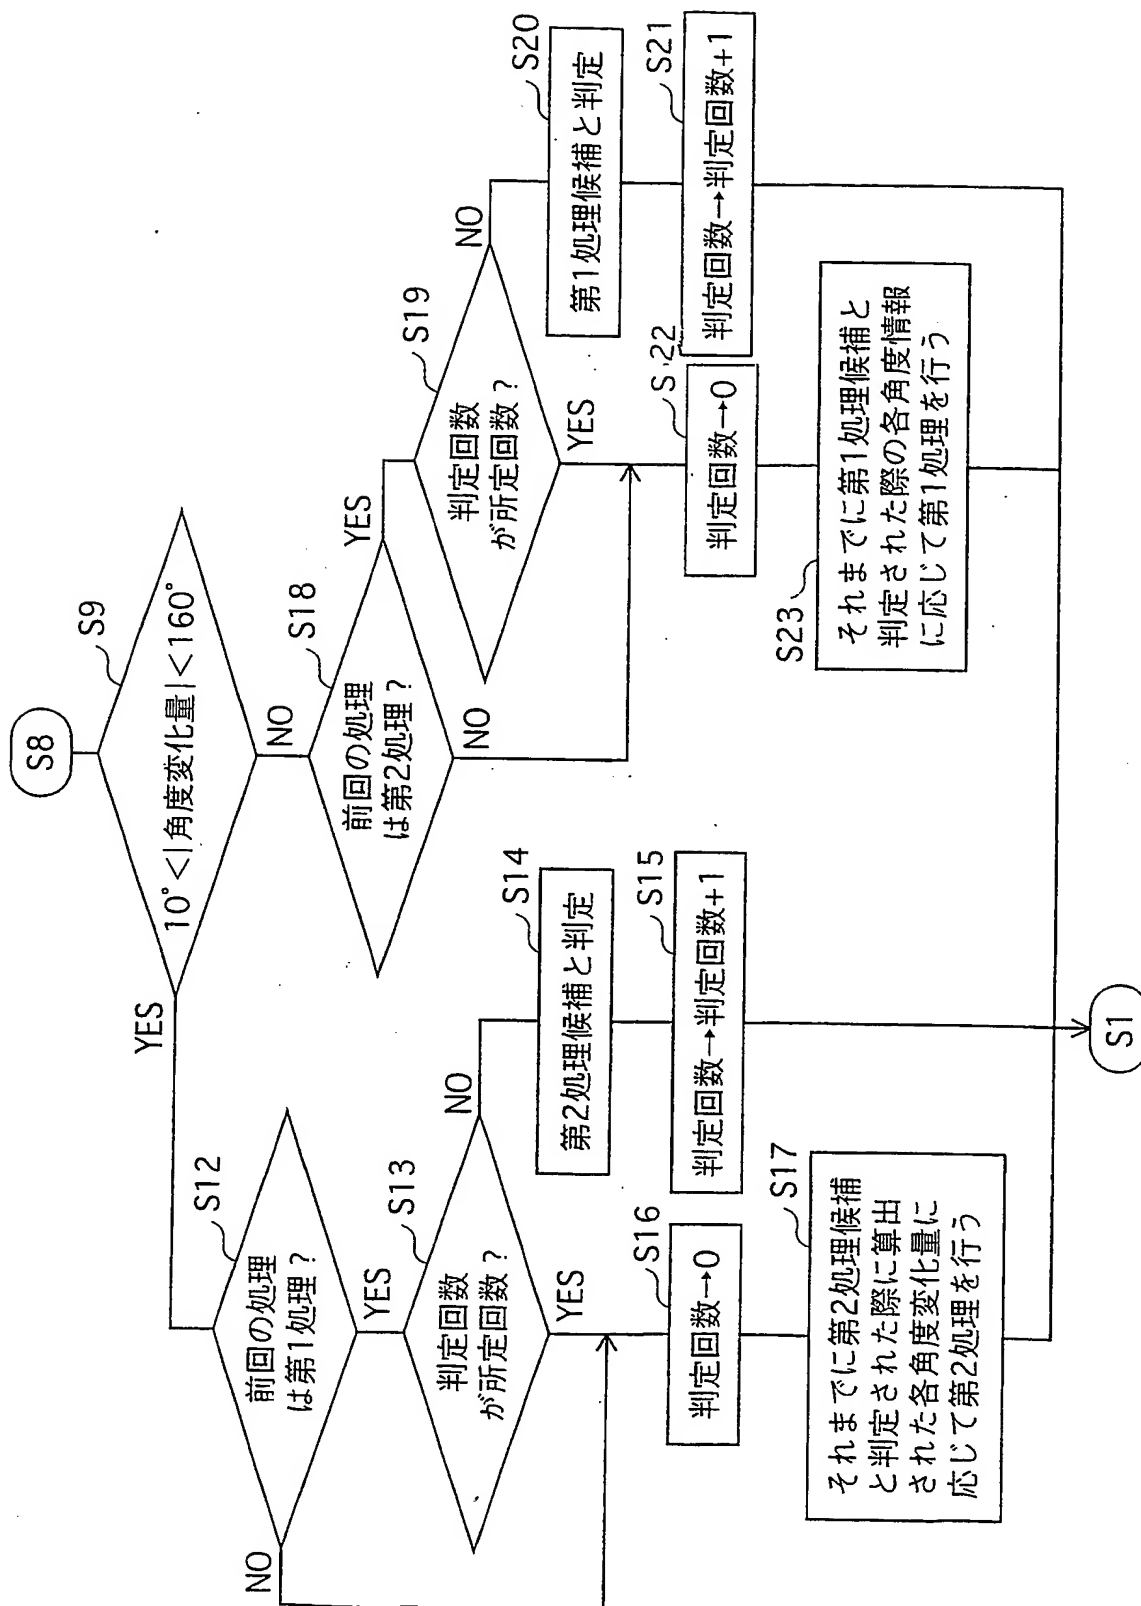 S8
S9
10°<|角度変化量|<160°
YES
NO
S12
前回の処理
は第1処理?
NO
YES
S13
判定回数
が所定回数?
NO
YES
S14
第2処理候補と判定
S15
判定回数→判定回数+1
S16
判定回数→0
S17
それまでに第2処理候補
と判定された際に算出
された各角度変化量に
応じて第2処理を行う
S18
前回の処理
は第2処理?
YES
NO
S19
判定回数
が所定回数?
NO
YES
S20
第1処理候補と判定
S21
判定回数→判定回数+1
S22
判定回数→0
S23
それまでに第1処理候補と
判定された際の各角度情報
に応じて第1処理を行う
S1